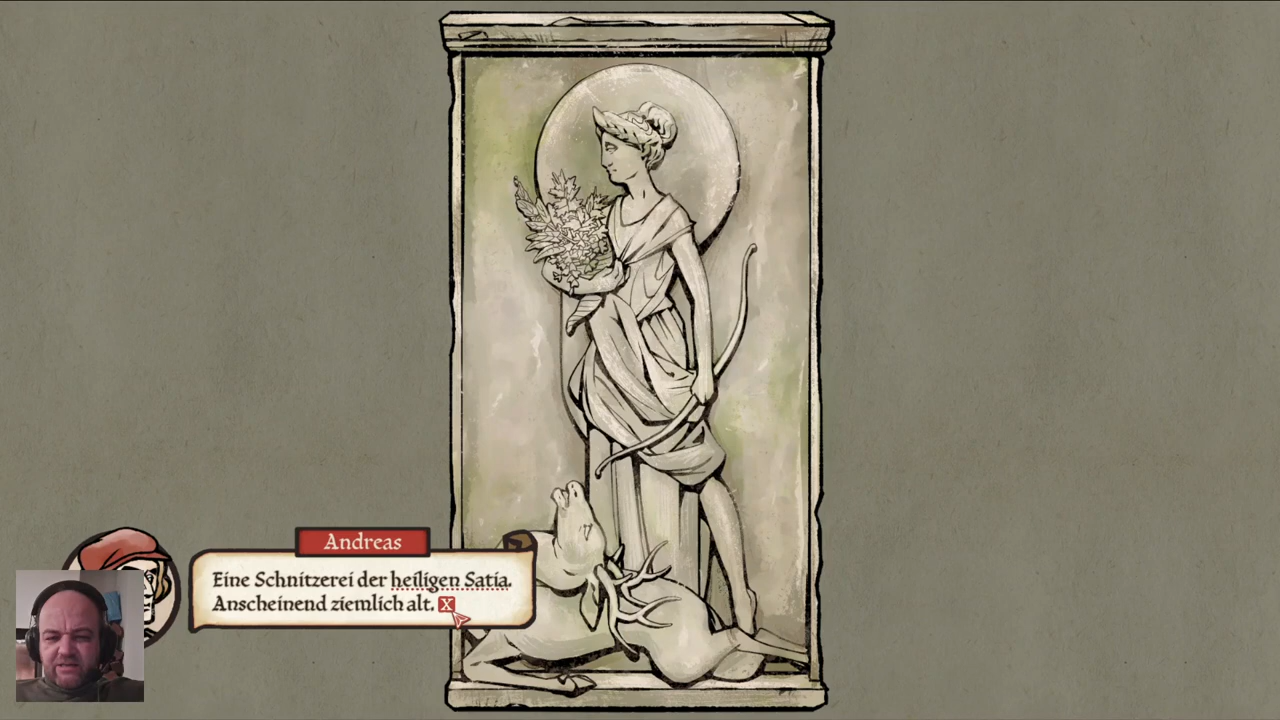 Andreas
Eine Schnitzerei der heiligen Satia.
Anscheinend ziemlich alt. X